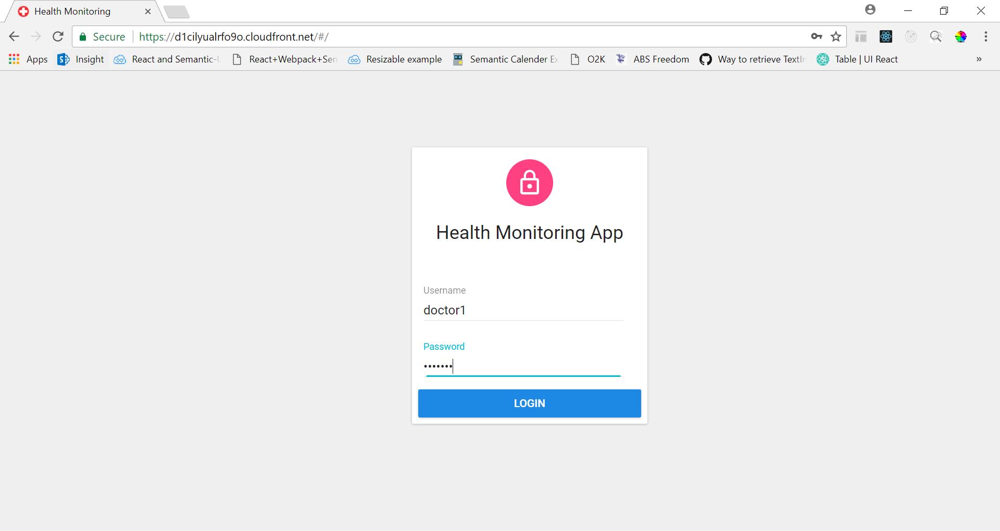 Health Monitoring
Secure https://d1cilyualrfo9o.cloudfront.net/#/
Apps Insight React and Semantic- React+Webpack+Sem Resizable example Semantic Calender Ex O2K ABS Freedom Way to retrieve TextIn Table | UI React »
Health Monitoring App
Username
doctor1
Password
•••••••
LOGIN